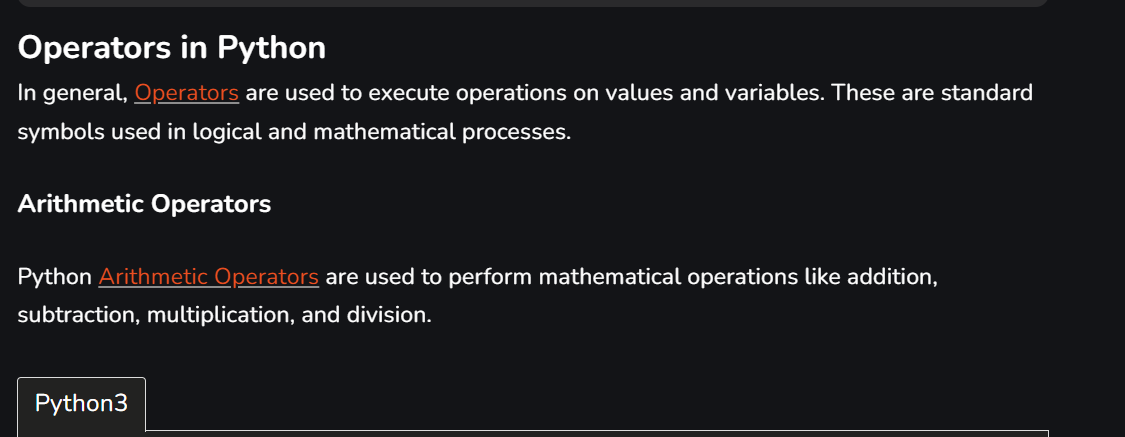 Operators in Python
In general, Operators are used to execute operations on values and variables. These are standard
symbols used in logical and mathematical processes.
Arithmetic Operators
Python Arithmetic Operators are used to perform mathematical operations like addition,
subtraction, multiplication, and division.
Python3